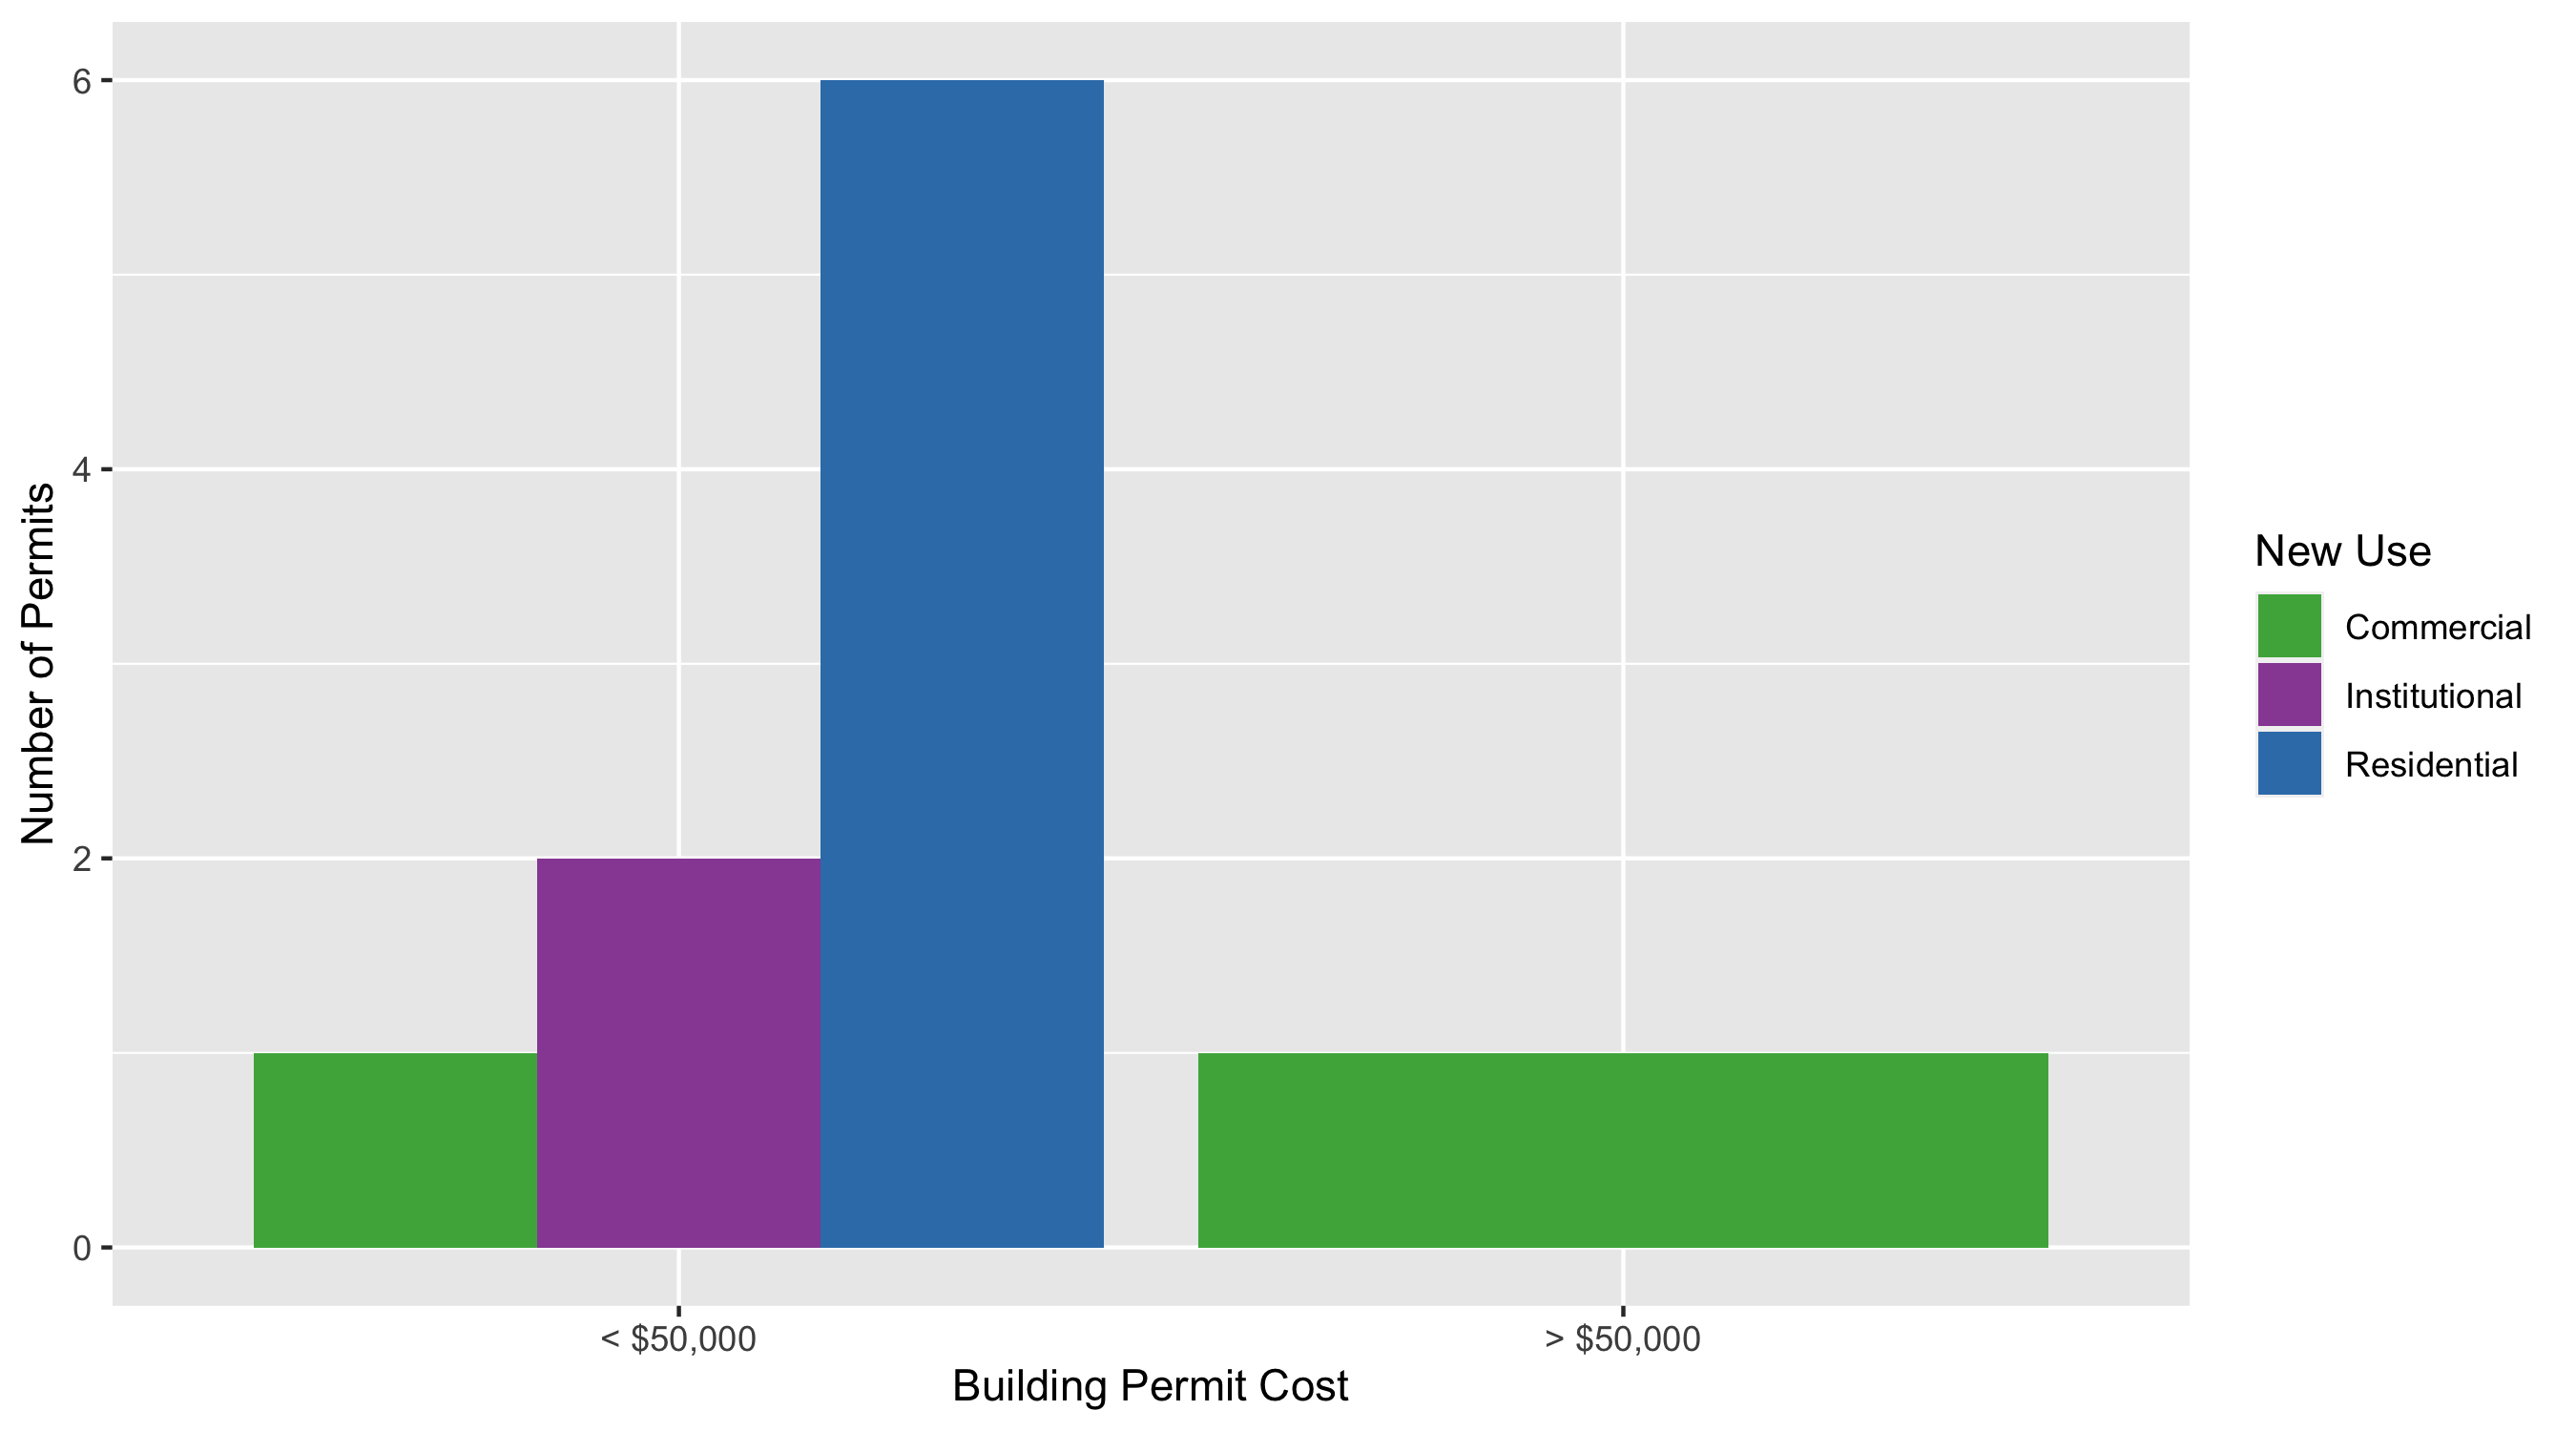 6
4
2
0
Number of Permits
< $50,000
> $50,000
Building Permit Cost
New Use
Commercial
Institutional
Residential